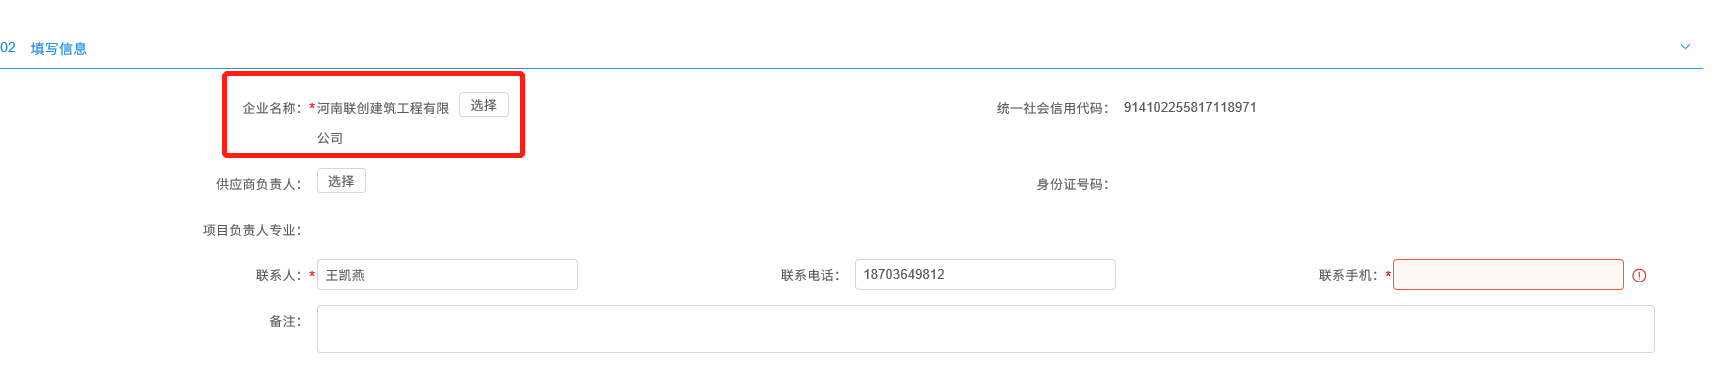 02 填写信息
企业名称：*河南联创建筑工程有限 选择 统一社会信用代码：914102255817118971
公司
供应商负责人：选择 身份证号码：
项目负责人专业：
联系人：*王凯燕 联系电话：18703649812 联系手机：*
备注：